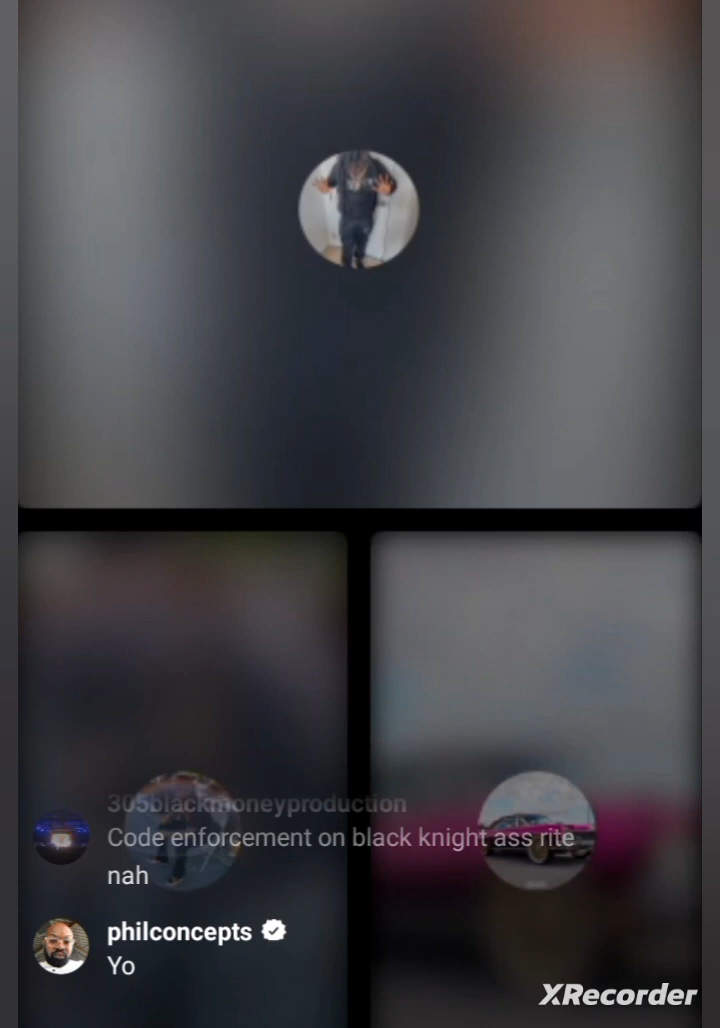 305blackmoneyproduction
Code enforcement on black knight ass rite
nah
philconcepts
Yo
XRecorder